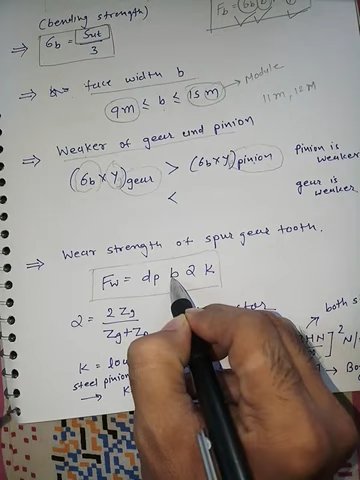 (bending strength)
⇒ σb = Sut / 3
Fb = σb b
⇒ face width b
9m ≤ b ≤ 15m → Module
11m, 12m
⇒ Weaker of gear and pinion
(σb × y) gear > (σb × y) pinion pinion is weaker
< gear is weaker
⇒ Wear strength of spur gear tooth.
Fw = dp b Q K
Q = 2Zg / Zg + Zp
both s
K =
steel pinion
HN ]² N/
→ K